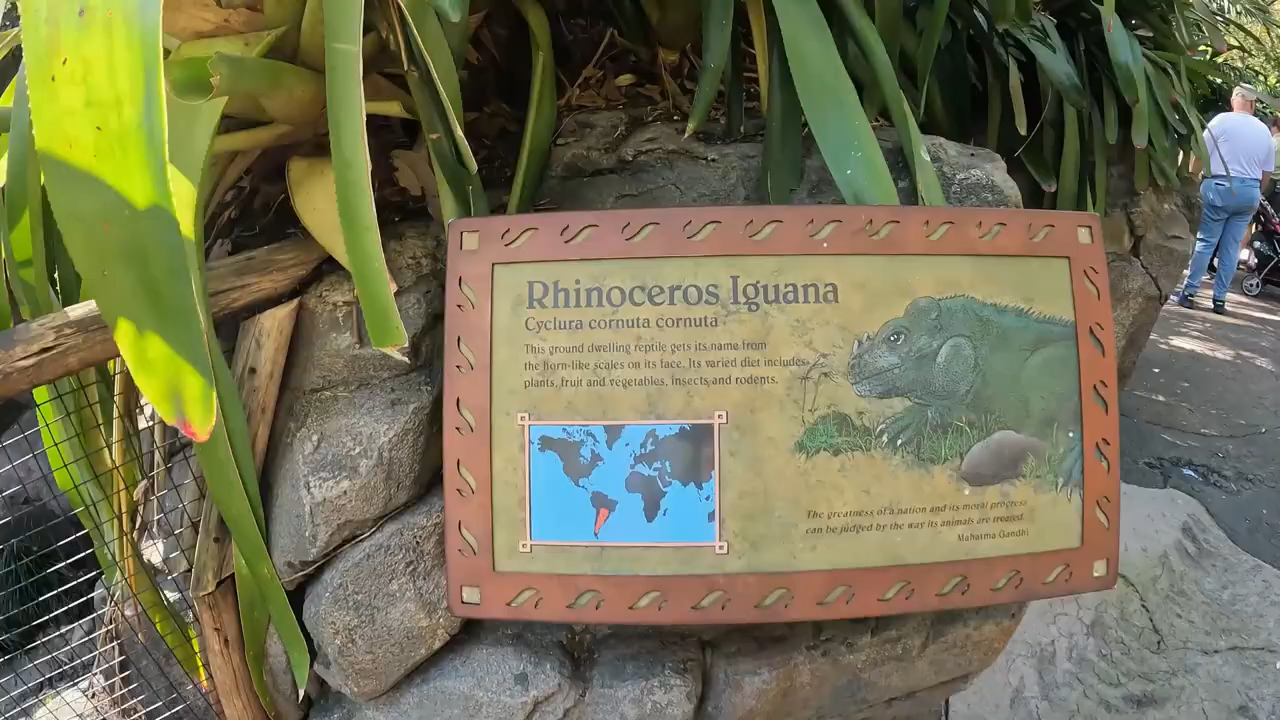 Rhinoceros Iguana
Cyclura cornuta cornuta
This ground dwelling reptile gets its name from
the horn-like scales on its face. Its varied diet includes
plants, fruit and vegetables, insects and rodents.
The greatness of a nation and its moral progress
can be judged by the way its animals are treated.
Mahatma Gandhi